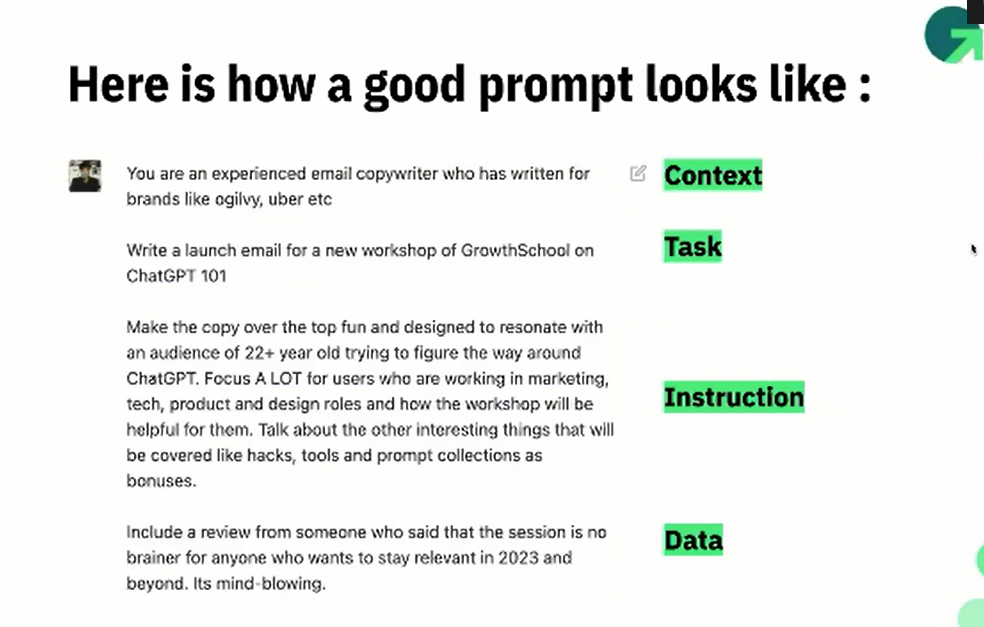 Here is how a good prompt looks like :
You are an experienced email copywriter who has written for
brands like ogilvy, uber etc
Context
Write a launch email for a new workshop of GrowthSchool on
ChatGPT 101
Task
Make the copy over the top fun and designed to resonate with
an audience of 22+ year old trying to figure the way around
ChatGPT. Focus A LOT for users who are working in marketing,
tech, product and design roles and how the workshop will be
helpful for them. Talk about the other interesting things that will
be covered like hacks, tools and prompt collections as
bonuses.
Instruction
Include a review from someone who said that the session is no
brainer for anyone who wants to stay relevant in 2023 and
beyond. Its mind-blowing.
Data